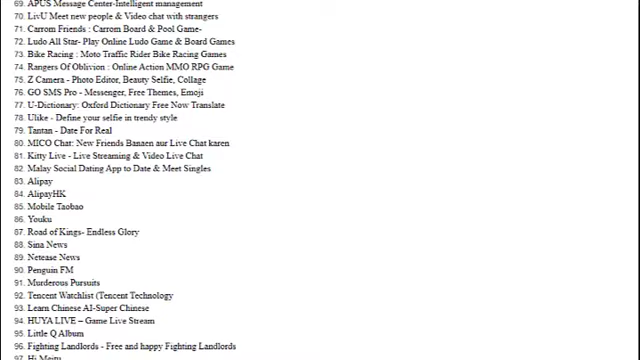 69. APUS Message Center-Intelligent management
70. LivU Meet new people & Video chat with strangers
71. Carrom Friends : Carrom Board & Pool Game-
72. Ludo All Star- Play Online Ludo Game & Board Games
73. Bike Racing : Moto Traffic Rider Bike Racing Games
74. Rangers Of Oblivion : Online Action MMO RPG Game
75. Z Camera - Photo Editor, Beauty Selfie, Collage
76. GO SMS Pro - Messenger, Free Themes, Emoji
77. U-Dictionary: Oxford Dictionary Free Now Translate
78. Ulike - Define your selfie in trendy style
79. Tantan - Date For Real
80. MICO Chat: New Friends Banaen aur Live Chat karen
81. Kitty Live - Live Streaming & Video Live Chat
82. Malay Social Dating App to Date & Meet Singles
83. Alipay
84. AlipayHK
85. Mobile Taobao
86. Youku
87. Road of Kings- Endless Glory
88. Sina News
89. Netease News
90. Penguin FM
91. Murderous Pursuits
92. Tencent Watchlist (Tencent Technology
93. Learn Chinese AI-Super Chinese
94. HUYA LIVE – Game Live Stream
95. Little Q Album
96. Fighting Landlords - Free and happy Fighting Landlords
97. Hi Meitu